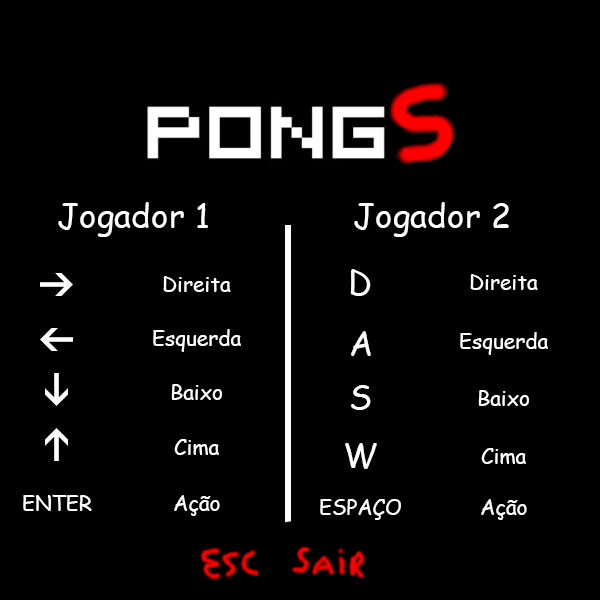 PONGS
Jogador 1
→ Direita
← Esquerda
↓ Baixo
↑ Cima
ENTER Ação
Jogador 2
D Direita
A Esquerda
S Baixo
W Cima
ESPAÇO Ação
ESC SAIR